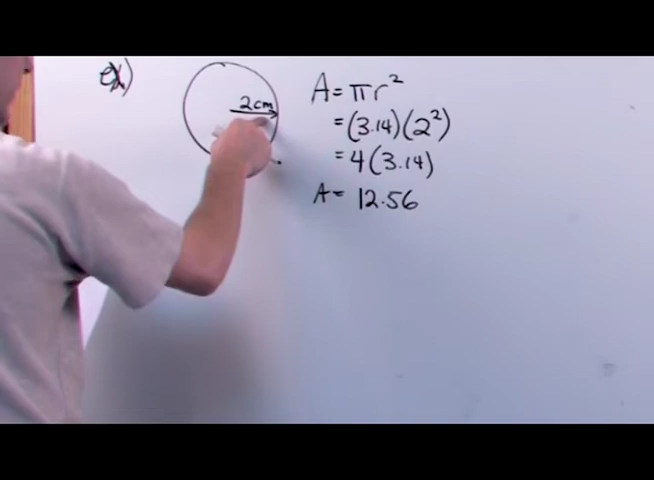 ex)
2cm
A = πr²
= (3.14)(2²)
= 4(3.14)
A = 12.56